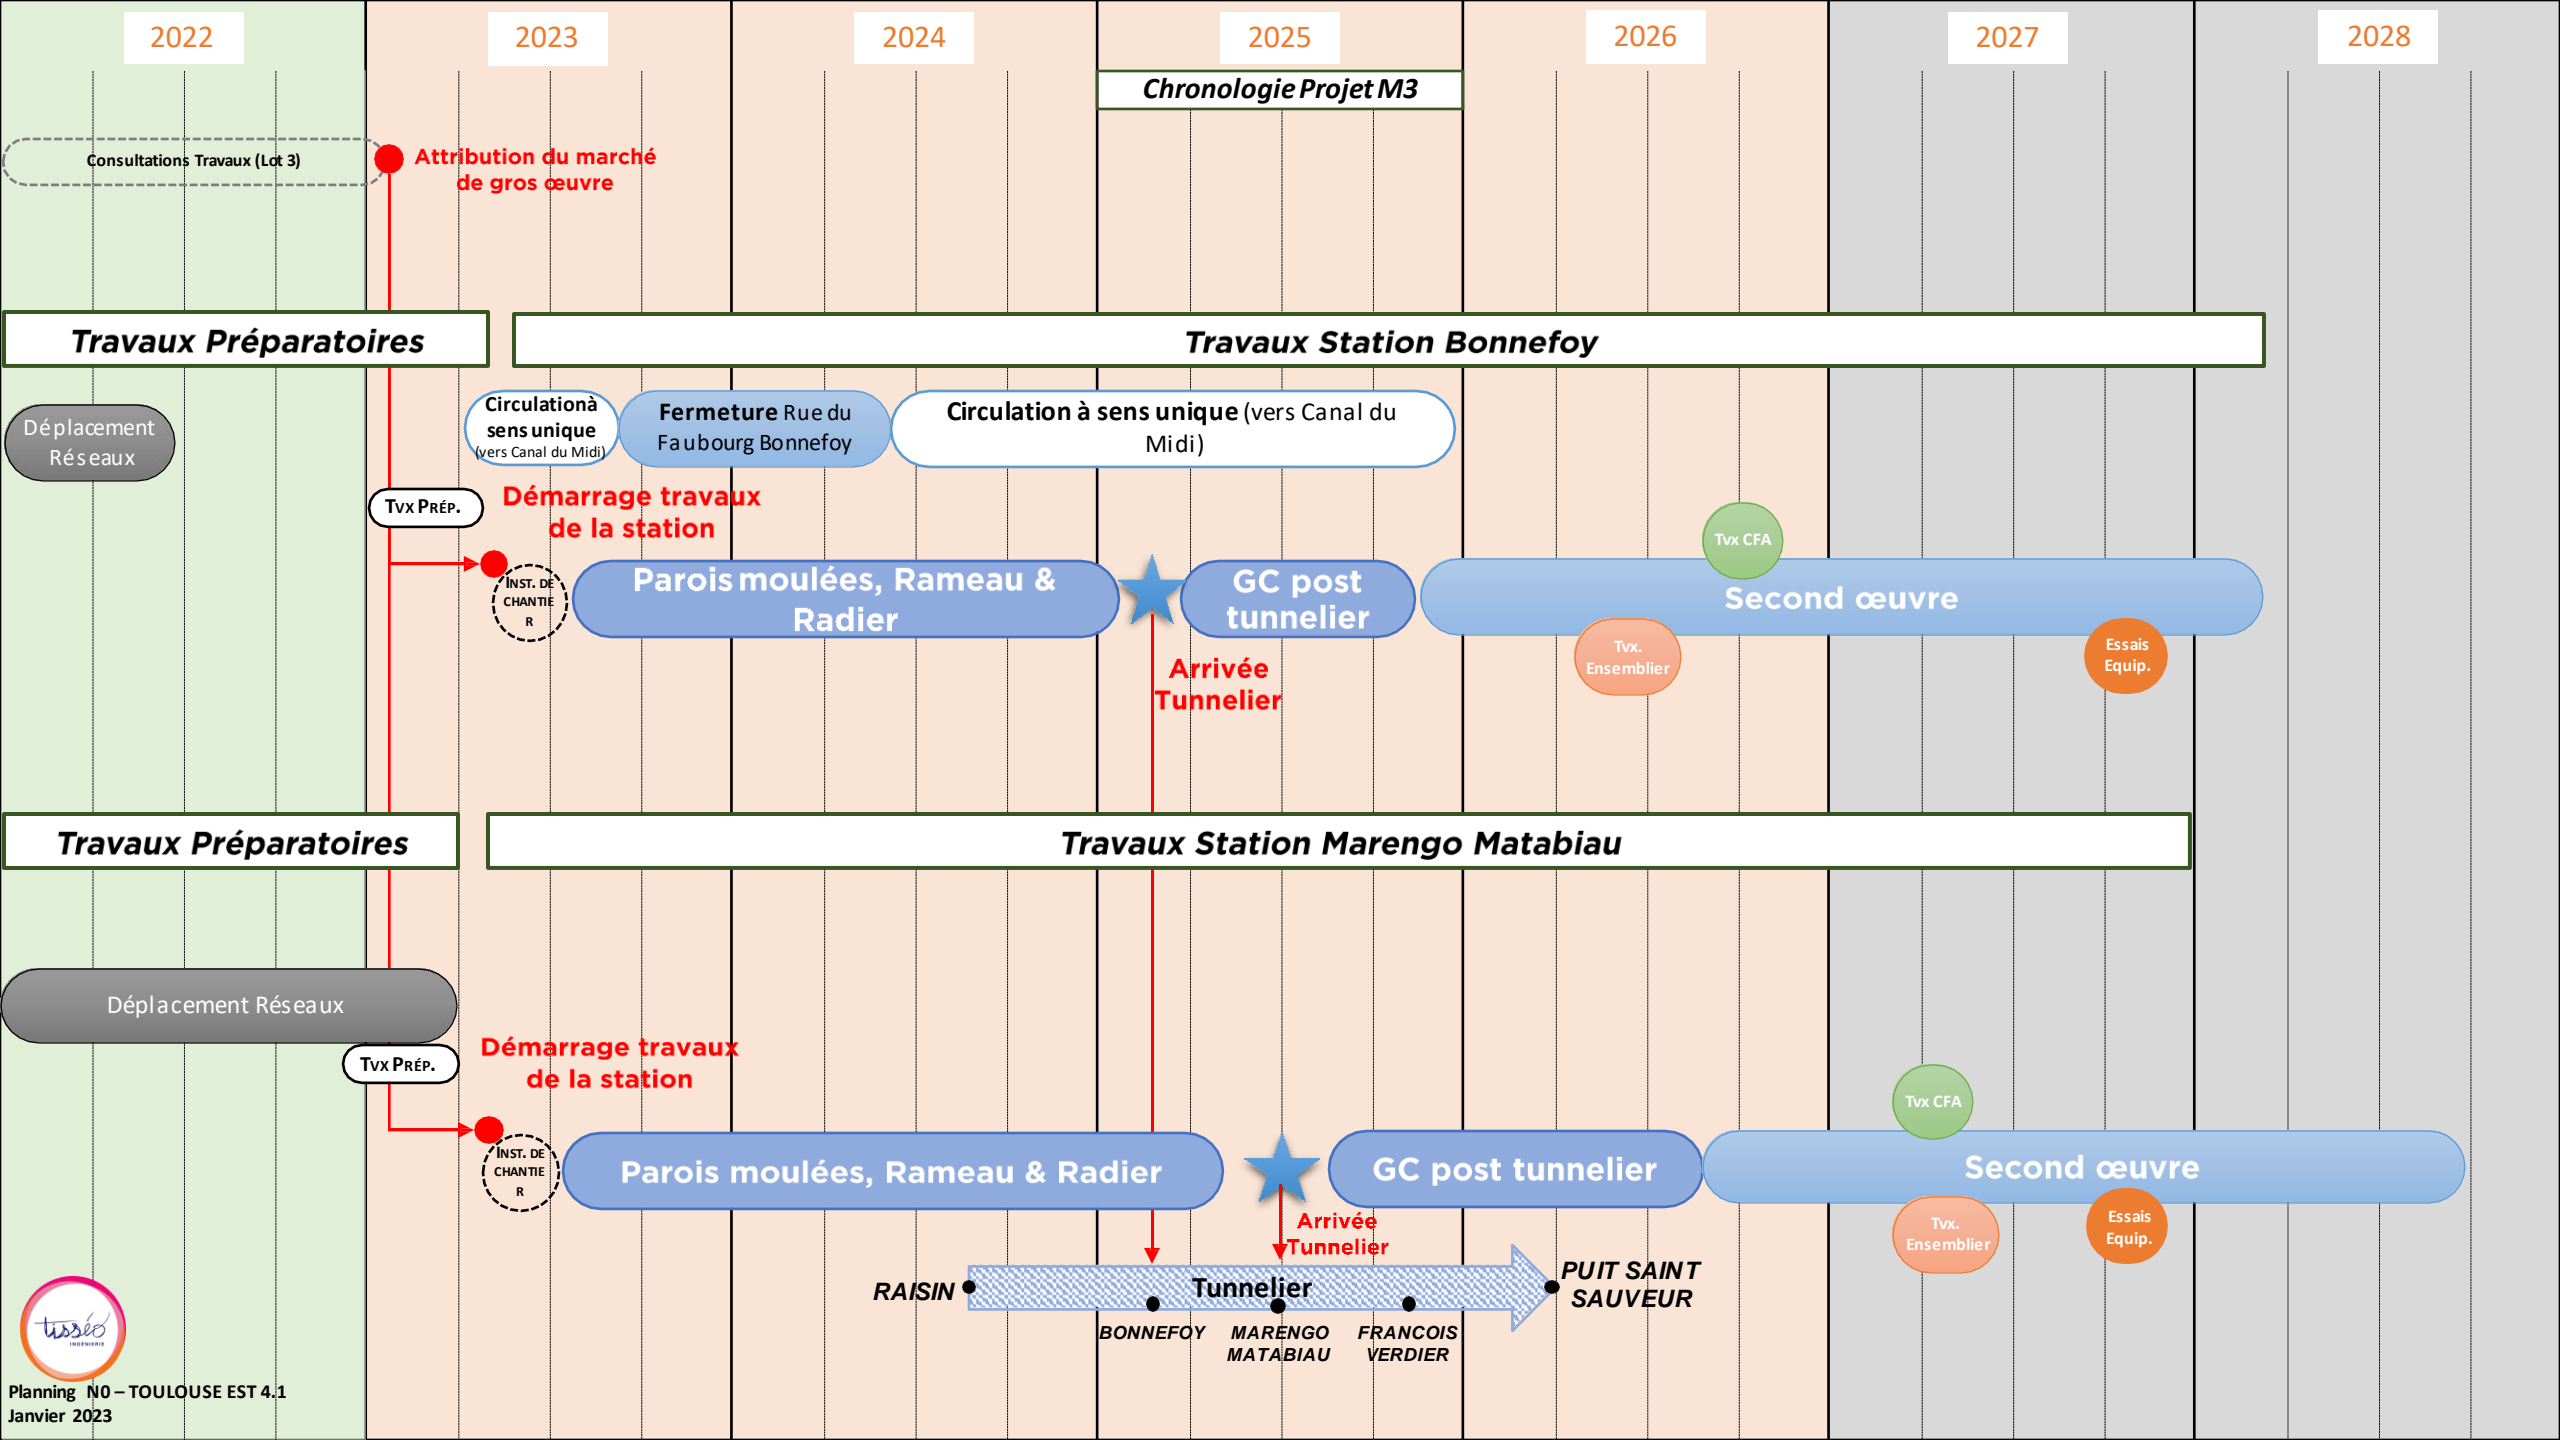 2022
2023
2024
2025
2026
2027
2028
Chronologie Projet M3
Consultations Travaux (Lot 3)
Attribution du marché
de gros œuvre
Travaux Préparatoires
Travaux Station Bonnefoy
Déplacement
Réseaux
Circulation à
sens unique
(vers Canal du Midi)
Fermeture Rue du
Faubourg Bonnefoy
Circulation à sens unique (vers Canal du
Midi)
TVX PRÉP.
Démarrage travaux
de la station
INST. DE
CHANTIE
R
Parois moulées, Rameau &
Radier
GC post
tunnelier
Tvx CFA
Second œuvre
Tvx.
Ensemblier
Essais
Equip.
Arrivée
Tunnelier
Travaux Préparatoires
Travaux Station Marengo Matabiau
Déplacement Réseaux
TVX PRÉP.
Démarrage travaux
de la station
INST. DE
CHANTIE
R
Parois moulées, Rameau & Radier
GC post tunnelier
Tvx CFA
Second œuvre
Tvx.
Ensemblier
Essais
Equip.
Arrivée
Tunnelier
RAISIN
Tunnelier
PUIT SAINT
SAUVEUR
BONNEFOY
MARENGO
MATABIAU
FRANCOIS
VERDIER
tisséo
INGÉNIERIE
Planning N0 – TOULOUSE EST 4.1
Janvier 2023